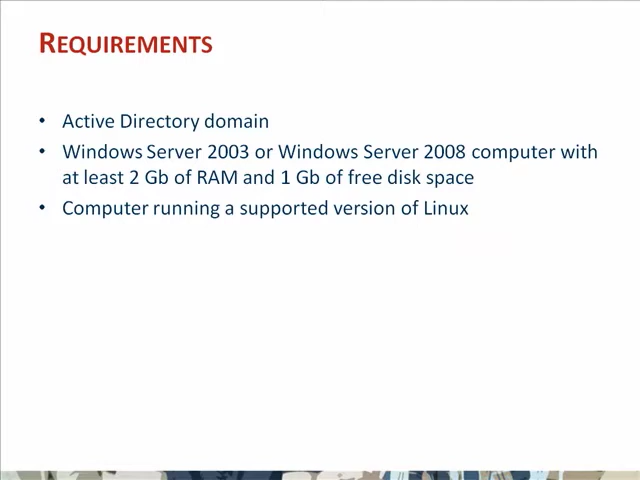 REQUIREMENTS
• Active Directory domain
• Windows Server 2003 or Windows Server 2008 computer with
at least 2 Gb of RAM and 1 Gb of free disk space
• Computer running a supported version of Linux